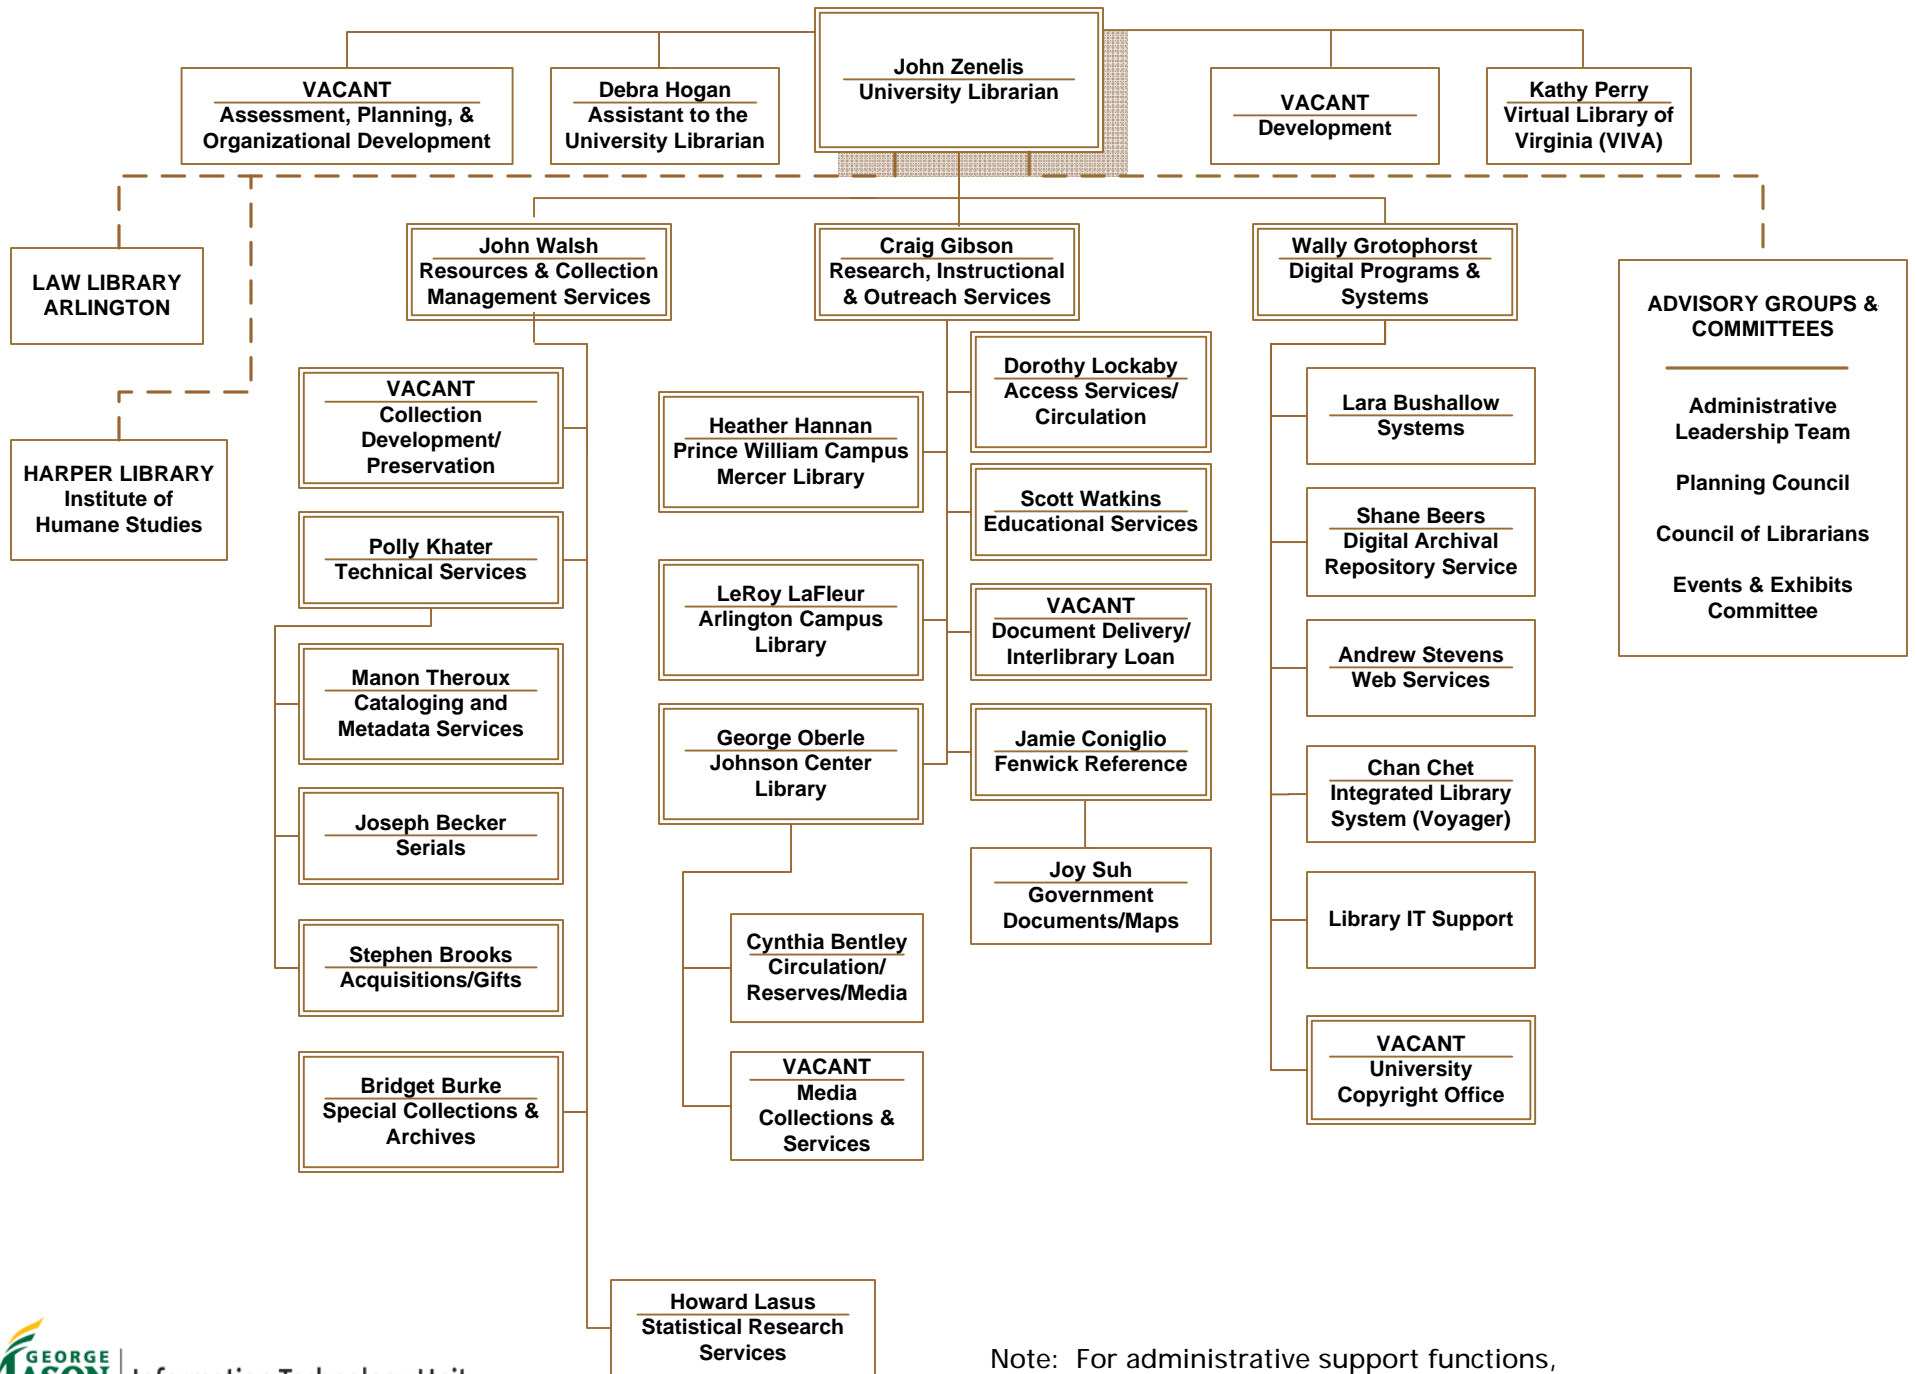 John Zenelis
University Librarian
VACANT
Assessment, Planning, &
Organizational Development
Debra Hogan
Assistant to the
University Librarian
VACANT
Development
Kathy Perry
Virtual Library of
Virginia (VIVA)
LAW LIBRARY
ARLINGTON
HARPER LIBRARY
Institute of
Humane Studies
John Walsh
Resources & Collection
Management Services
VACANT
Collection
Development/
Preservation
Polly Khater
Technical Services
Manon Theroux
Cataloging and
Metadata Services
Joseph Becker
Serials
Stephen Brooks
Acquisitions/Gifts
Bridget Burke
Special Collections &
Archives
Howard Lasus
Statistical Research
Services
Craig Gibson
Research, Instructional
& Outreach Services
Heather Hannan
Prince William Campus
Mercer Library
LeRoy LaFleur
Arlington Campus
Library
George Oberle
Johnson Center
Library
Cynthia Bentley
Circulation/
Reserves/Media
VACANT
Media
Collections &
Services
Dorothy Lockaby
Access Services/
Circulation
Scott Watkins
Educational Services
VACANT
Document Delivery/
Interlibrary Loan
Jamie Coniglio
Fenwick Reference
Joy Suh
Government
Documents/Maps
Wally Grotophorst
Digital Programs &
Systems
Lara Bushallow
Systems
Shane Beers
Digital Archival
Repository Service
Andrew Stevens
Web Services
Chan Chet
Integrated Library
System (Voyager)
Library IT Support
VACANT
University
Copyright Office
ADVISORY GROUPS &
COMMITTEES
Administrative
Leadership Team
Planning Council
Council of Librarians
Events & Exhibits
Committee
GEORGE
MASON
Information Technology Unit
Note: For administrative support functions,